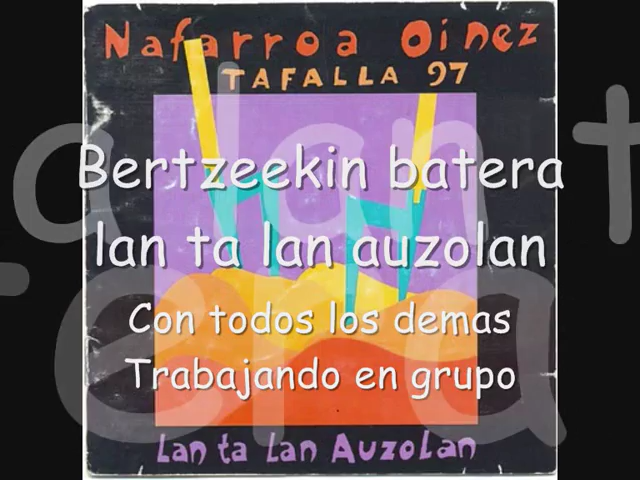 Nafarroa Oinez
TAFALLA 97
Bertzeekin batera
lan ta lan auzolan
Con todos los demas
Trabajando en grupo
Lan ta Lan Auzolan